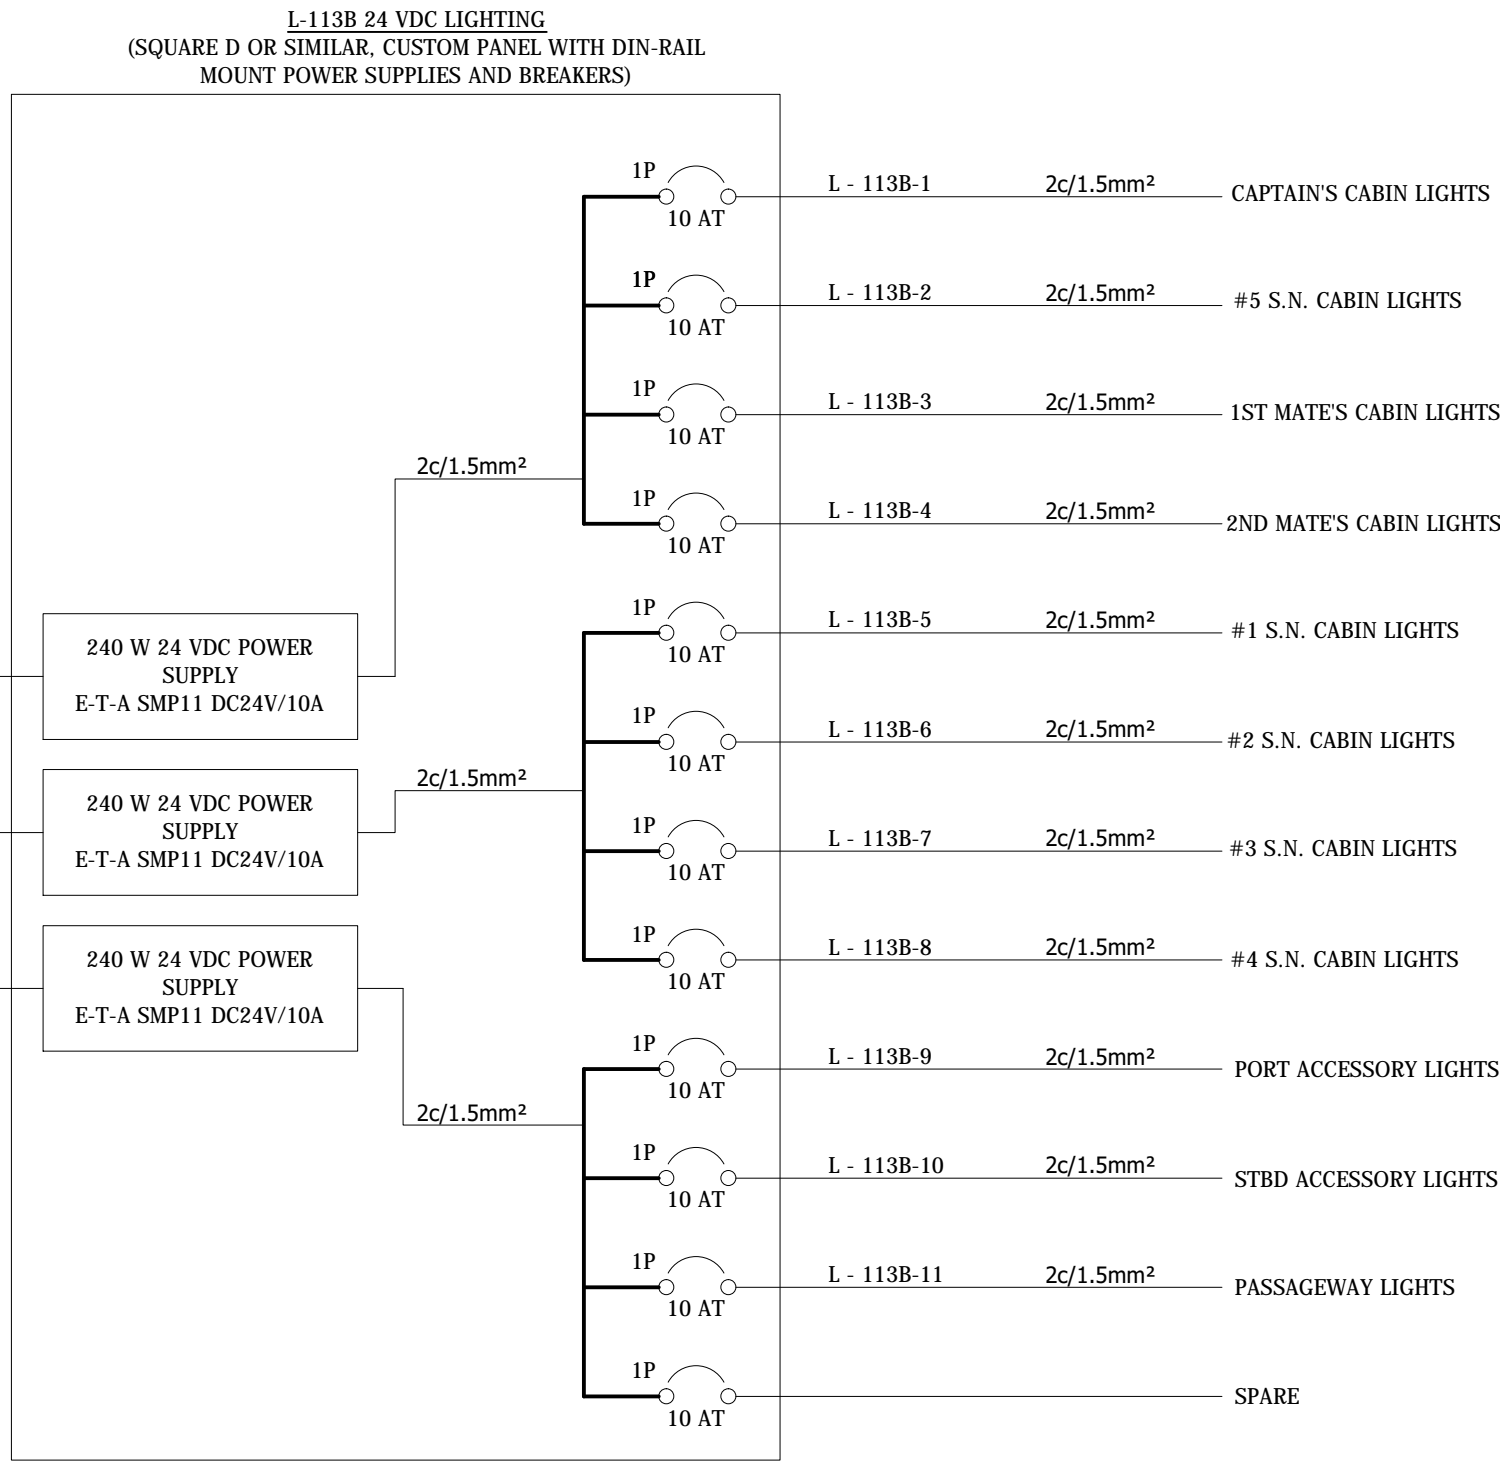 L-113B 24 VDC LIGHTING
(SQUARE D OR SIMILAR, CUSTOM PANEL WITH DIN-RAIL
MOUNT POWER SUPPLIES AND BREAKERS)
1P
10 AT
L - 113B-1
2c/1.5mm²
CAPTAIN'S CABIN LIGHTS
1P
10 AT
L - 113B-2
2c/1.5mm²
#5 S.N. CABIN LIGHTS
1P
10 AT
L - 113B-3
2c/1.5mm²
1ST MATE'S CABIN LIGHTS
2c/1.5mm²
1P
10 AT
L - 113B-4
2c/1.5mm²
2ND MATE'S CABIN LIGHTS
240 W 24 VDC POWER
SUPPLY
E-T-A SMP11 DC24V/10A
1P
10 AT
L - 113B-5
2c/1.5mm²
#1 S.N. CABIN LIGHTS
1P
10 AT
L - 113B-6
2c/1.5mm²
#2 S.N. CABIN LIGHTS
240 W 24 VDC POWER
SUPPLY
E-T-A SMP11 DC24V/10A
2c/1.5mm²
1P
10 AT
L - 113B-7
2c/1.5mm²
#3 S.N. CABIN LIGHTS
1P
10 AT
L - 113B-8
2c/1.5mm²
#4 S.N. CABIN LIGHTS
240 W 24 VDC POWER
SUPPLY
E-T-A SMP11 DC24V/10A
1P
10 AT
L - 113B-9
2c/1.5mm²
PORT ACCESSORY LIGHTS
2c/1.5mm²
1P
10 AT
L - 113B-10
2c/1.5mm²
STBD ACCESSORY LIGHTS
1P
10 AT
L - 113B-11
2c/1.5mm²
PASSAGEWAY LIGHTS
1P
10 AT
SPARE